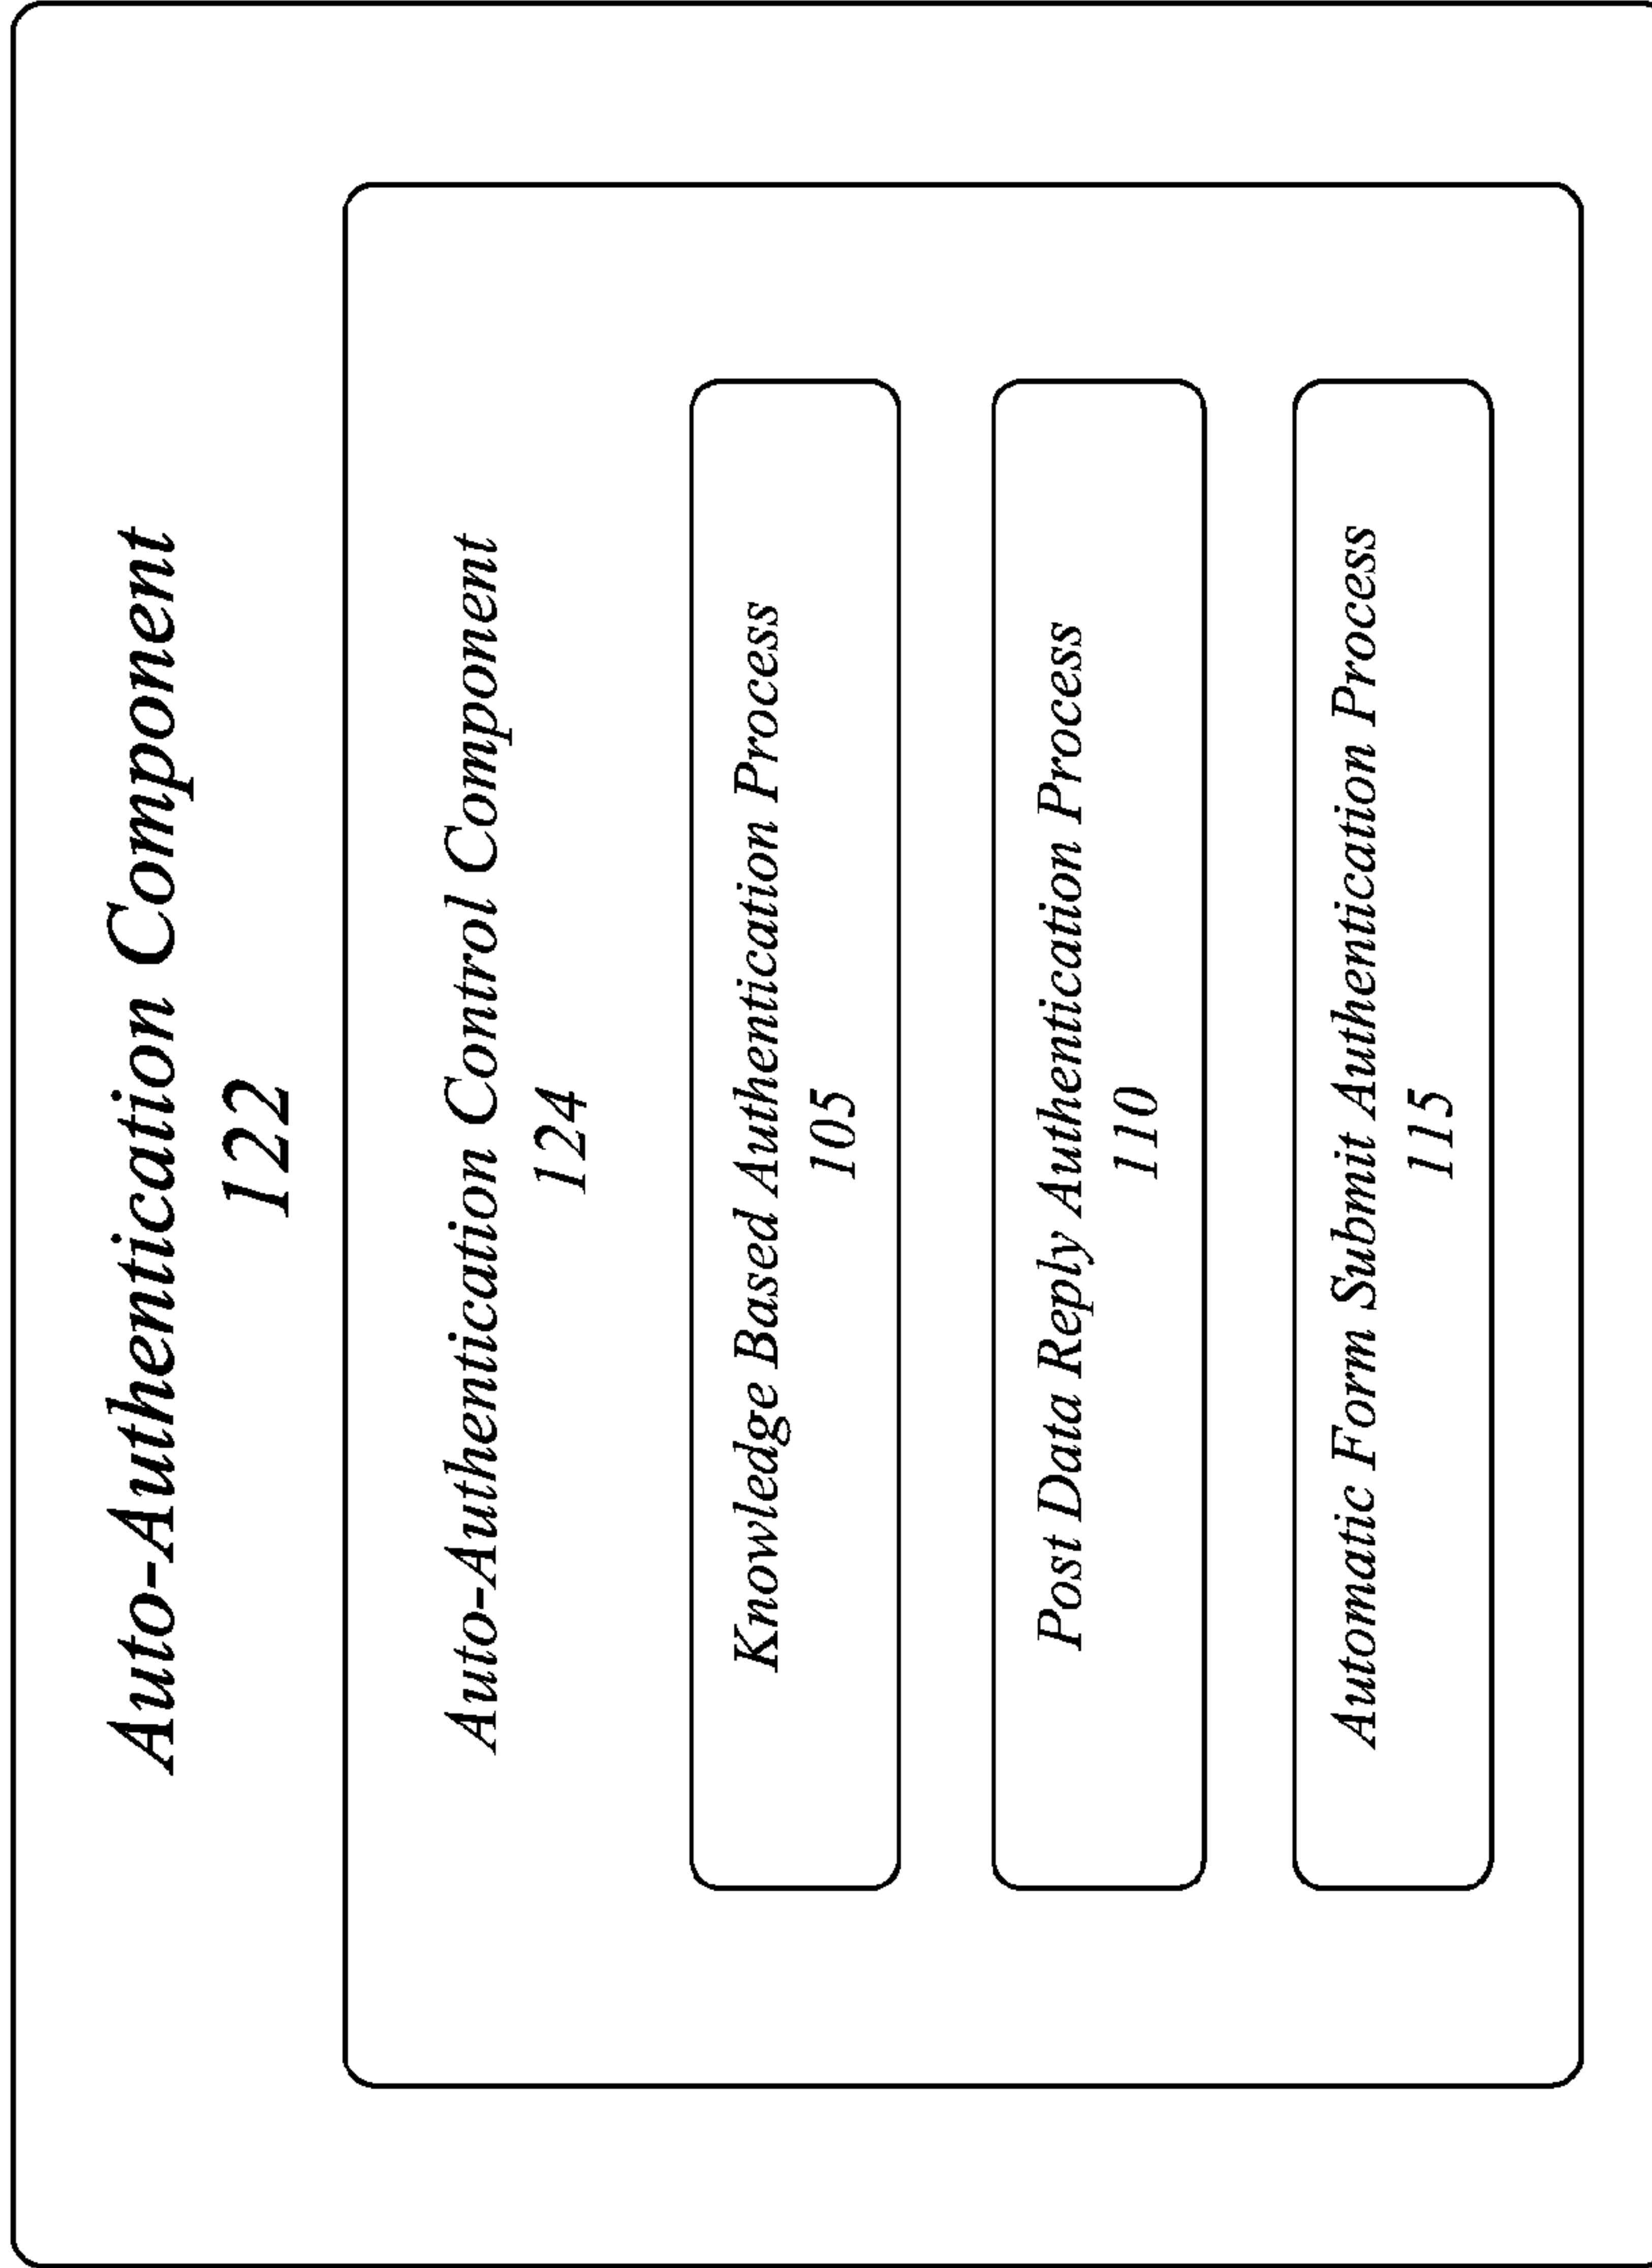 Auto-Authentication Component
122
Auto-Authentication Control Component
124
Knowledge Based Authentication Process
105
Post Data Reply Authentication Process
110
Automatic Form Submit Authentication Process
115